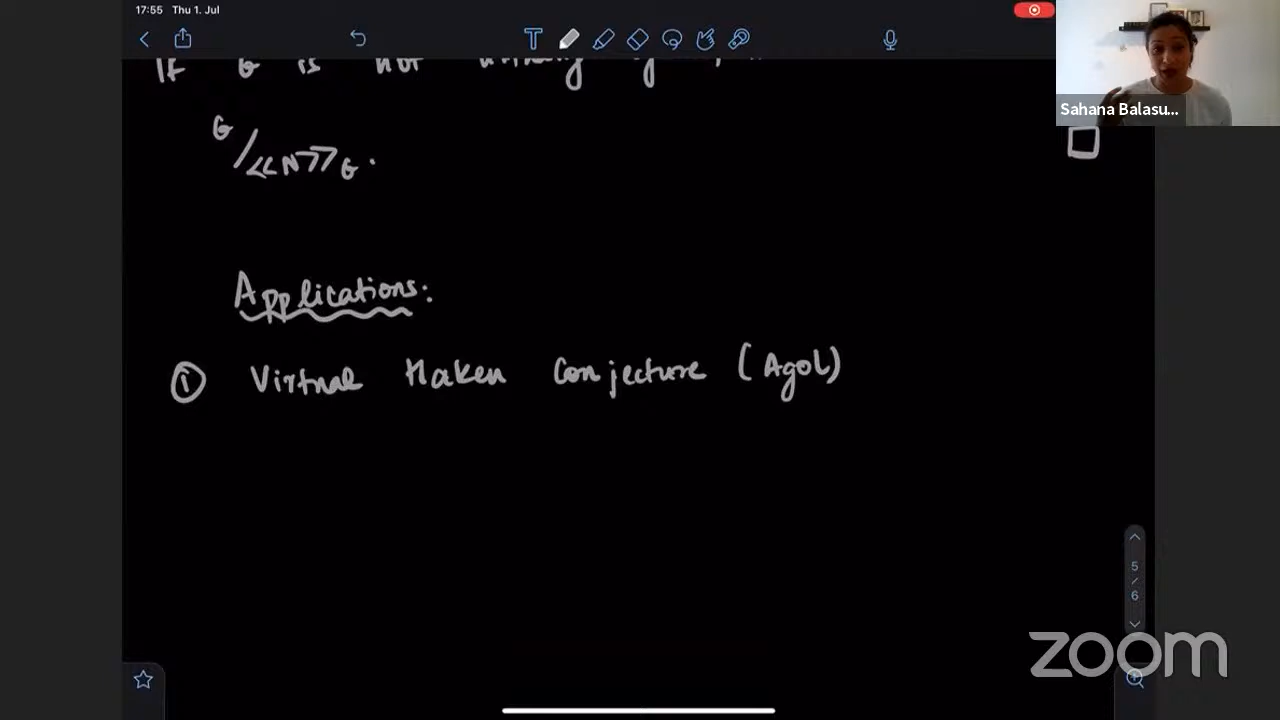 17:55 Thu 1. Jul
Sahana Balasu...
If G is not
G/<<N>>G.
Applications:
① Virtual Haken Conjecture (Agol)
5
/
6
zoom